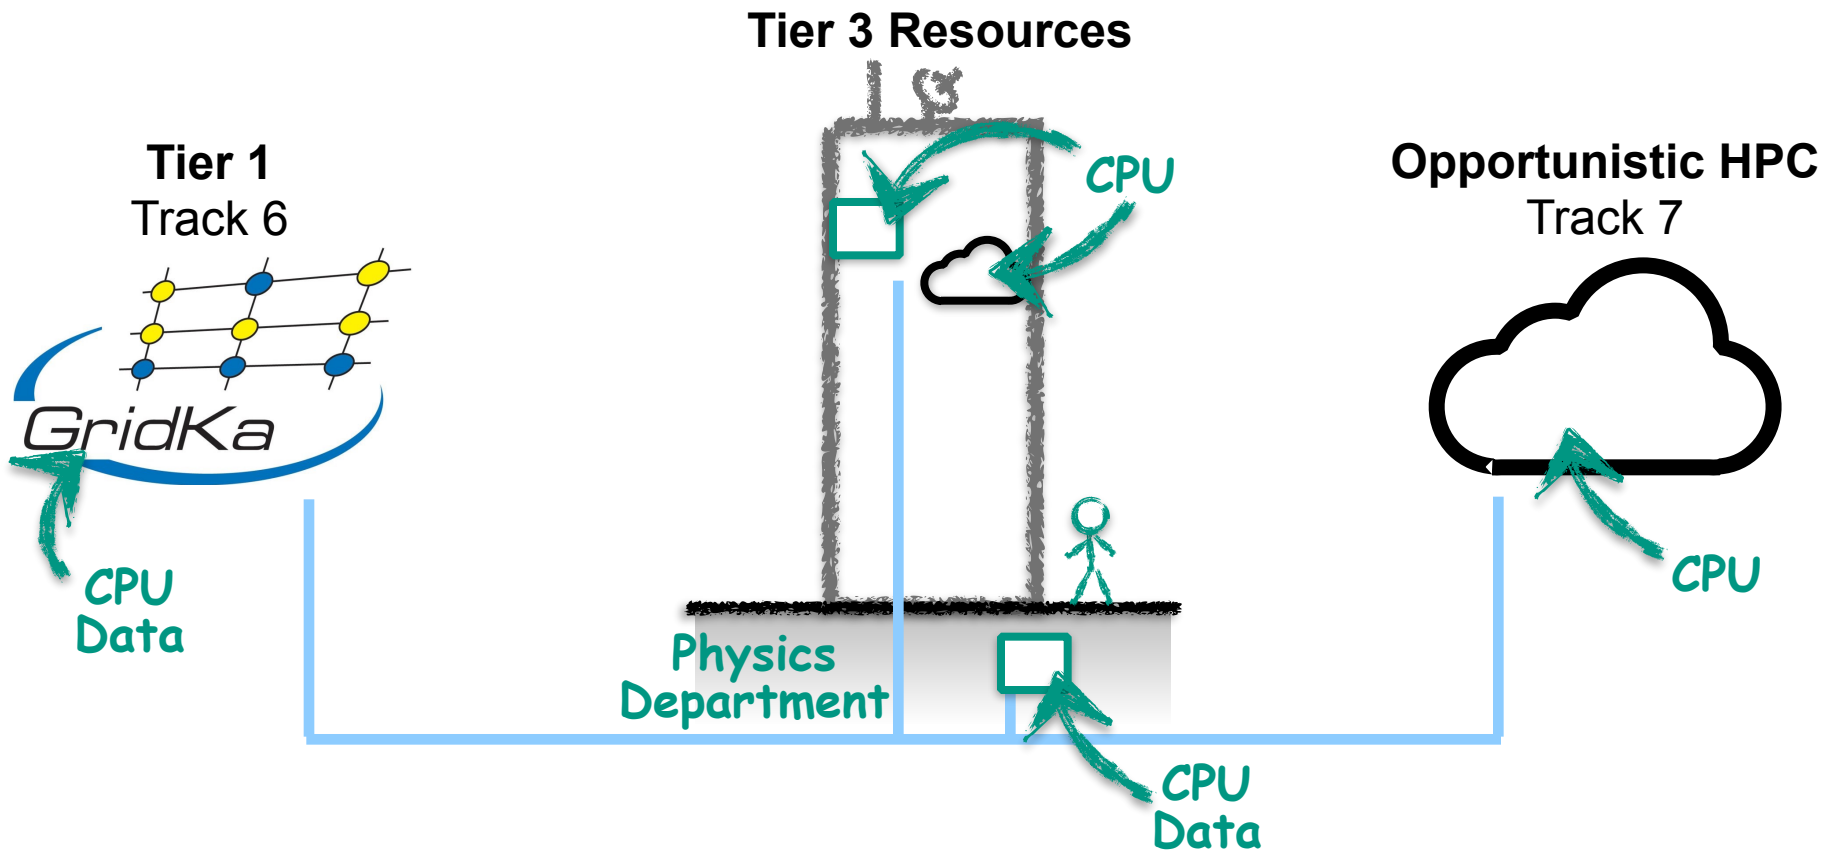 Tier 3 Resources
Tier 1
Track 6
GridKa
CPU
Data
CPU
Physics
Department
CPU
Data
Opportunistic HPC
Track 7
CPU